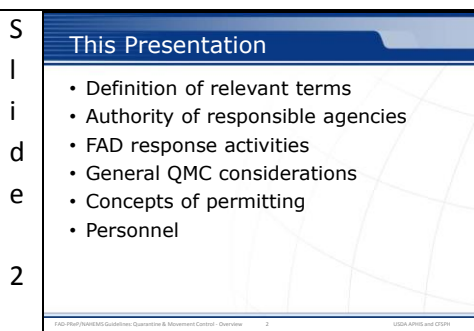 S
l
i
d
e
2
This Presentation
• Definition of relevant terms
• Authority of responsible agencies
• FAD response activities
• General QMC considerations
• Concepts of permitting
• Personnel
FAD-PReP/NAHEMS Guidelines: Quarantine & Movement Control - Overview 2 USDA APHIS and CFSPH